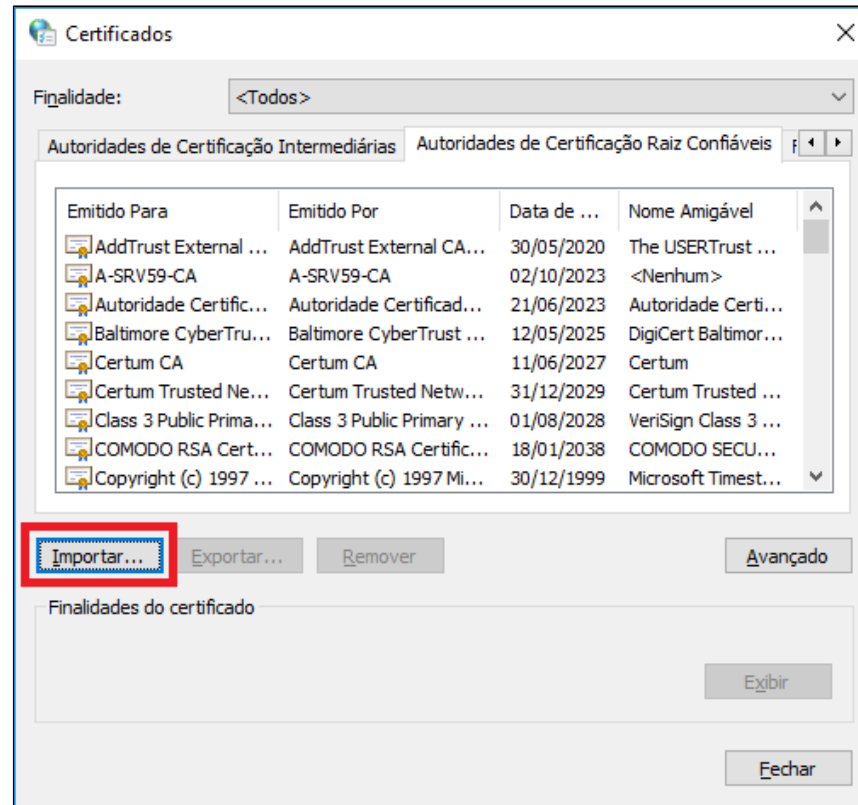 Certificados
Finalidade: <Todos>
Autoridades de Certificação Intermediárias Autoridades de Certificação Raiz Confiáveis
Emitido Para Emitido Por Data de ... Nome Amigável
AddTrust External ... AddTrust External CA... 30/05/2020 The USERTrust ...
A-SRV59-CA A-SRV59-CA 02/10/2023 <Nenhum>
Autoridade Certific... Autoridade Certificad... 21/06/2023 Autoridade Certi...
Baltimore CyberTru... Baltimore CyberTrust ... 12/05/2025 DigiCert Baltimor...
Certum CA Certum CA 11/06/2027 Certum
Certum Trusted Ne... Certum Trusted Netw... 31/12/2029 Certum Trusted ...
Class 3 Public Prima... Class 3 Public Primary ... 01/08/2028 VeriSign Class 3 ...
COMODO RSA Cert... COMODO RSA Certific... 18/01/2038 COMODO SECU...
Copyright (c) 1997 ... Copyright (c) 1997 Mi... 30/12/1999 Microsoft Timest...
Importar... Exportar... Remover Avançado
Finalidades do certificado
Exibir
Fechar